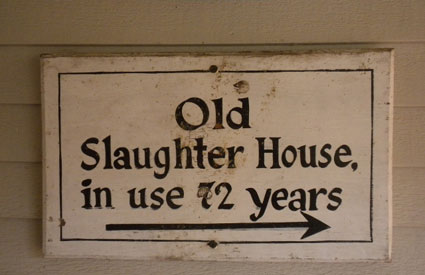 Old
Slaughter House.
in use 72 years